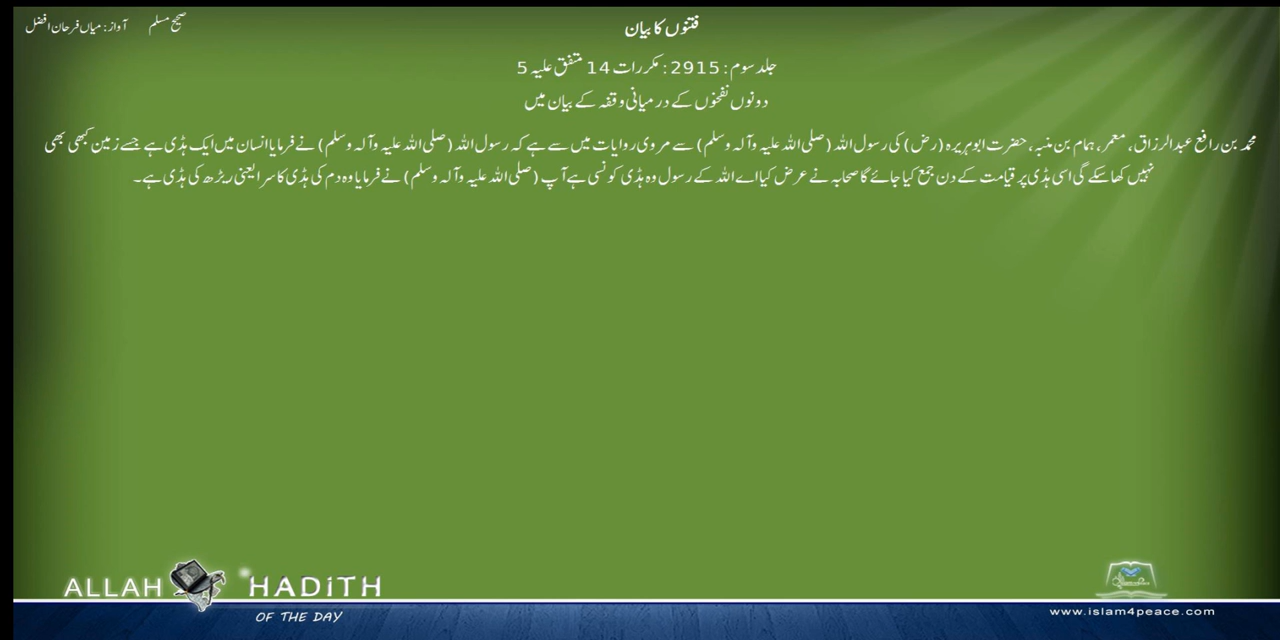 صحیح مسلم آواز: میاں فرحان افضل
فتنوں کا بیان
جلد سوم: 2915: مکررات 14 متفق علیہ 5
دونوں نفخوں کے درمیانی وقفہ کے بیان میں
محمد بن رافع عبدالرزاق، معمر، ہمام بن منبہ، حضرت ابوہریرہ (رض) کی رسول اللہ (صلی اللہ علیہ وآلہ وسلم) سے مروی روایات میں سے ہے کہ رسول اللہ (صلی اللہ علیہ وآلہ وسلم) نے فرمایا انسان میں ایک ہڈی ہے جسے زمین کبھی بھی
نہیں کھا سکے گی اسی ہڈی پر قیامت کے دن جمع کیا جائے گا صحابہ نے عرض کیا اے اللہ کے رسول وہ ہڈی کونسی ہے آپ (صلی اللہ علیہ وآلہ وسلم) نے فرمایا وہ دم کی ہڈی کا سرا یعنی ریڑھ کی ہڈی ہے۔
ALLAH HADITH
OF THE DAY
www.islam4peace.com